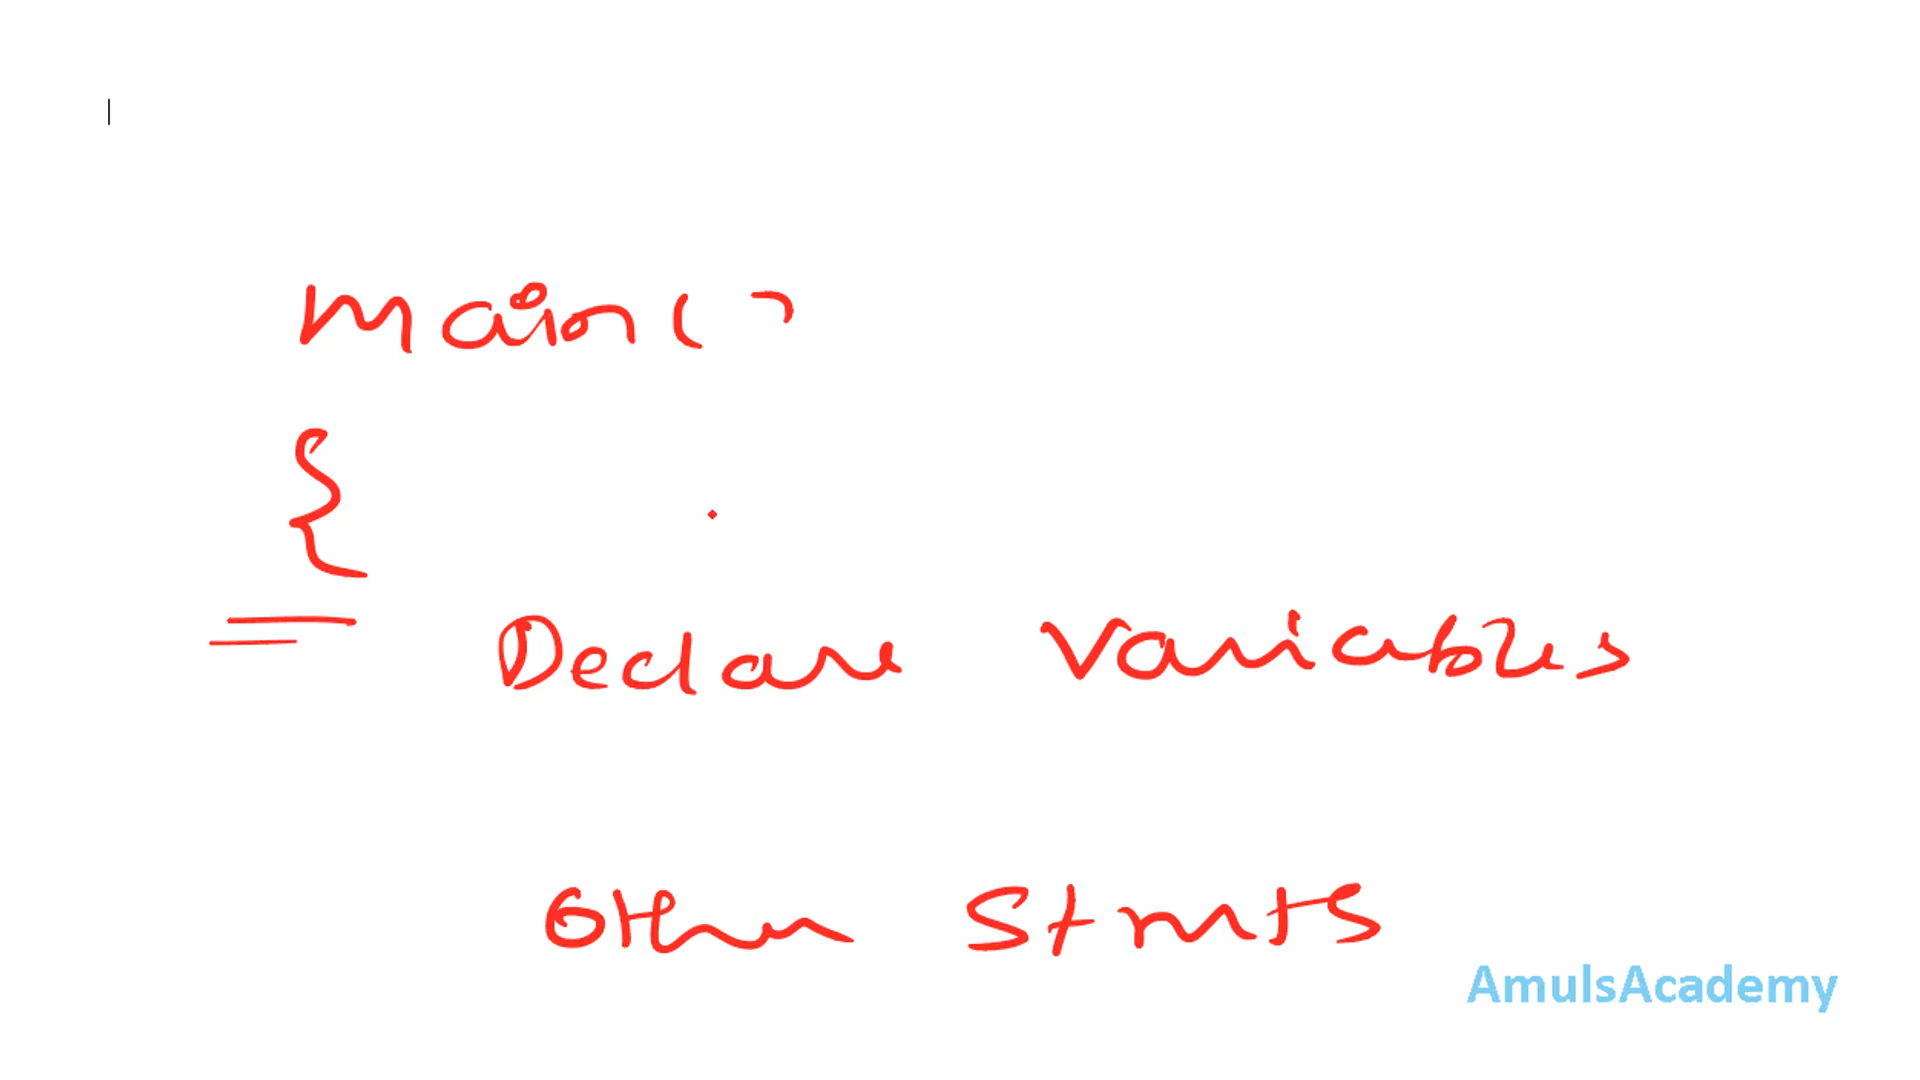 main()
{
Declare Variables
Other Stmts
AmulsAcademy